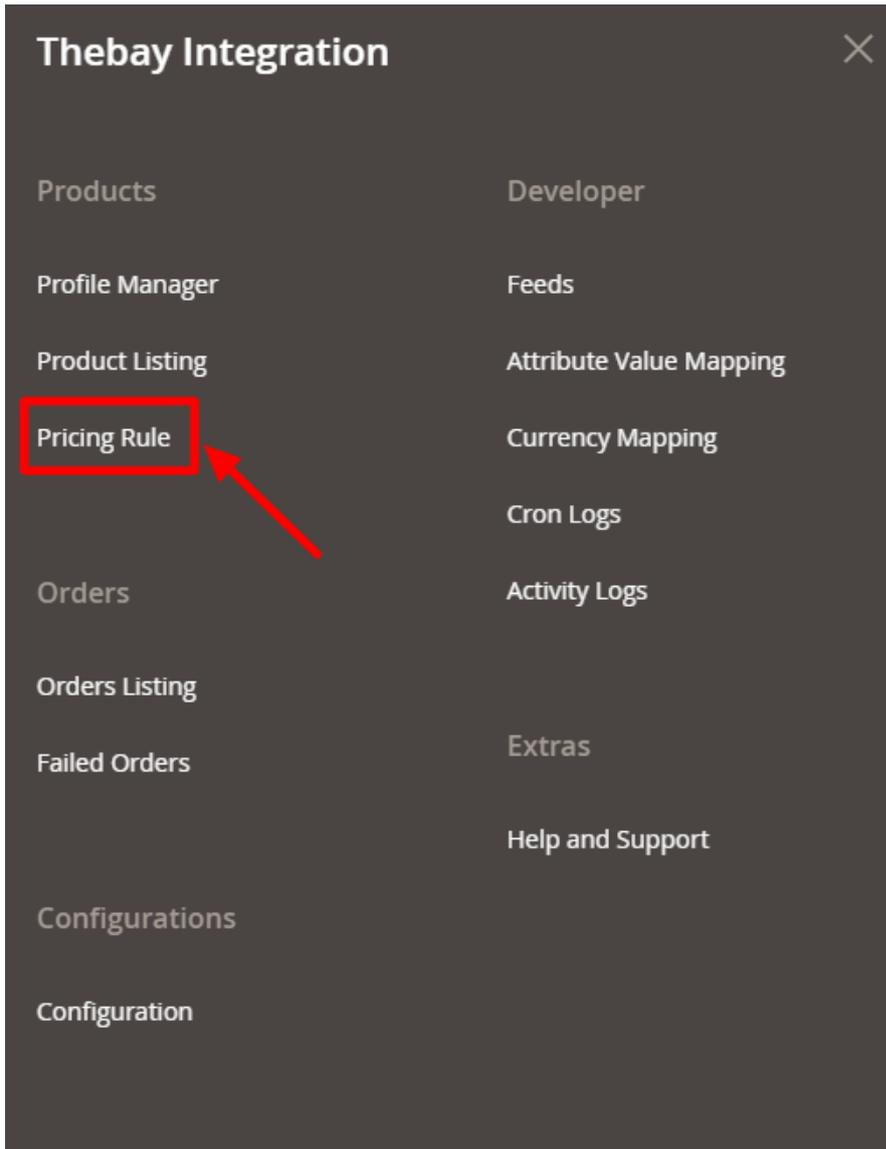 Thebay Integration
Products
Profile Manager
Product Listing
Pricing Rule
Orders
Orders Listing
Failed Orders
Configurations
Configuration
Developer
Feeds
Attribute Value Mapping
Currency Mapping
Cron Logs
Activity Logs
Extras
Help and Support